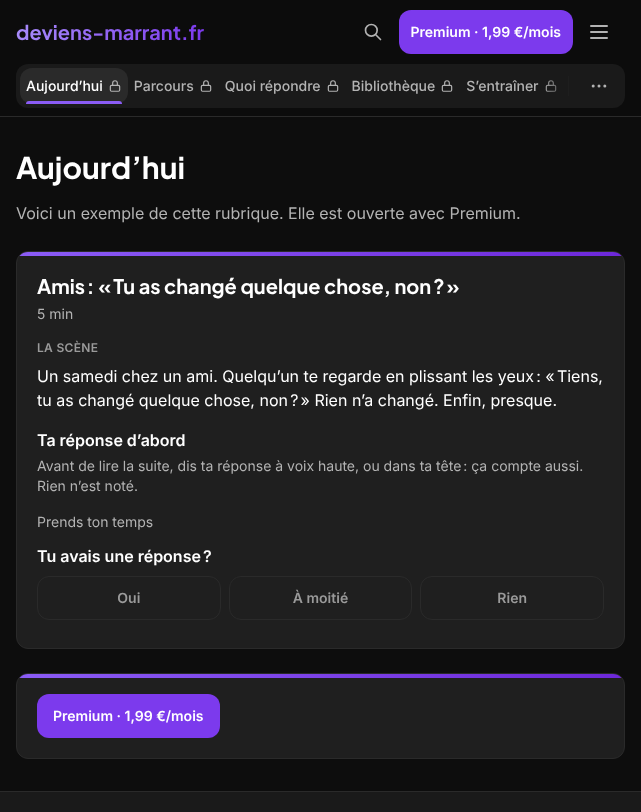 deviens-marrant.fr
Premium · 1,99 €/mois
Aujourd’hui
Parcours
Quoi répondre
Bibliothèque
S’entraîner
Aujourd’hui
Voici un exemple de cette rubrique. Elle est ouverte avec Premium.
Amis : « Tu as changé quelque chose, non ? »
5 min
LA SCÈNE
Un samedi chez un ami. Quelqu’un te regarde en plissant les yeux : « Tiens,
tu as changé quelque chose, non ? » Rien n’a changé. Enfin, presque.
Ta réponse d’abord
Avant de lire la suite, dis ta réponse à voix haute, ou dans ta tête : ça compte aussi.
Rien n’est noté.
Prends ton temps
Tu avais une réponse ?
Oui
À moitié
Rien
Premium · 1,99 €/mois